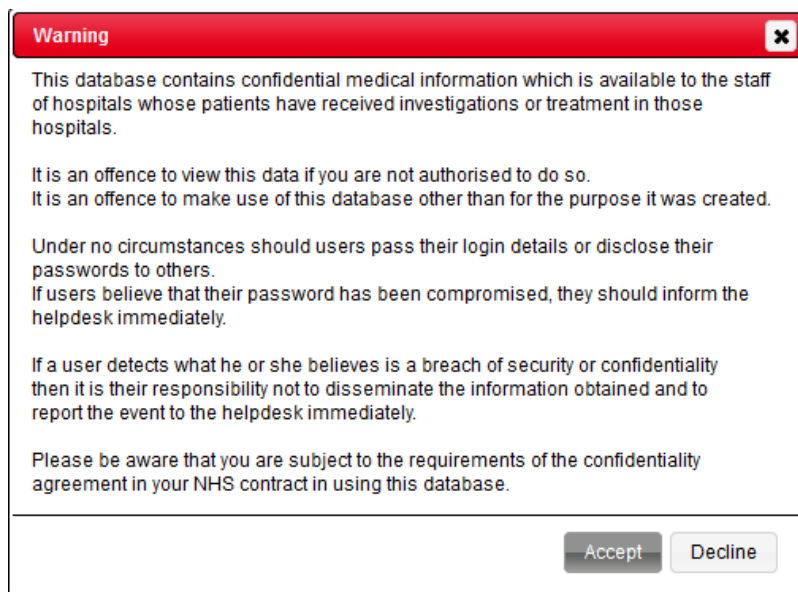 Warning
This database contains confidential medical information which is available to the staff
of hospitals whose patients have received investigations or treatment in those
hospitals.
It is an offence to view this data if you are not authorised to do so.
It is an offence to make use of this database other than for the purpose it was created.
Under no circumstances should users pass their login details or disclose their
passwords to others.
If users believe that their password has been compromised, they should inform the
helpdesk immediately.
If a user detects what he or she believes is a breach of security or confidentiality
then it is their responsibility not to disseminate the information obtained and to
report the event to the helpdesk immediately.
Please be aware that you are subject to the requirements of the confidentiality
agreement in your NHS contract in using this database.
Accept Decline